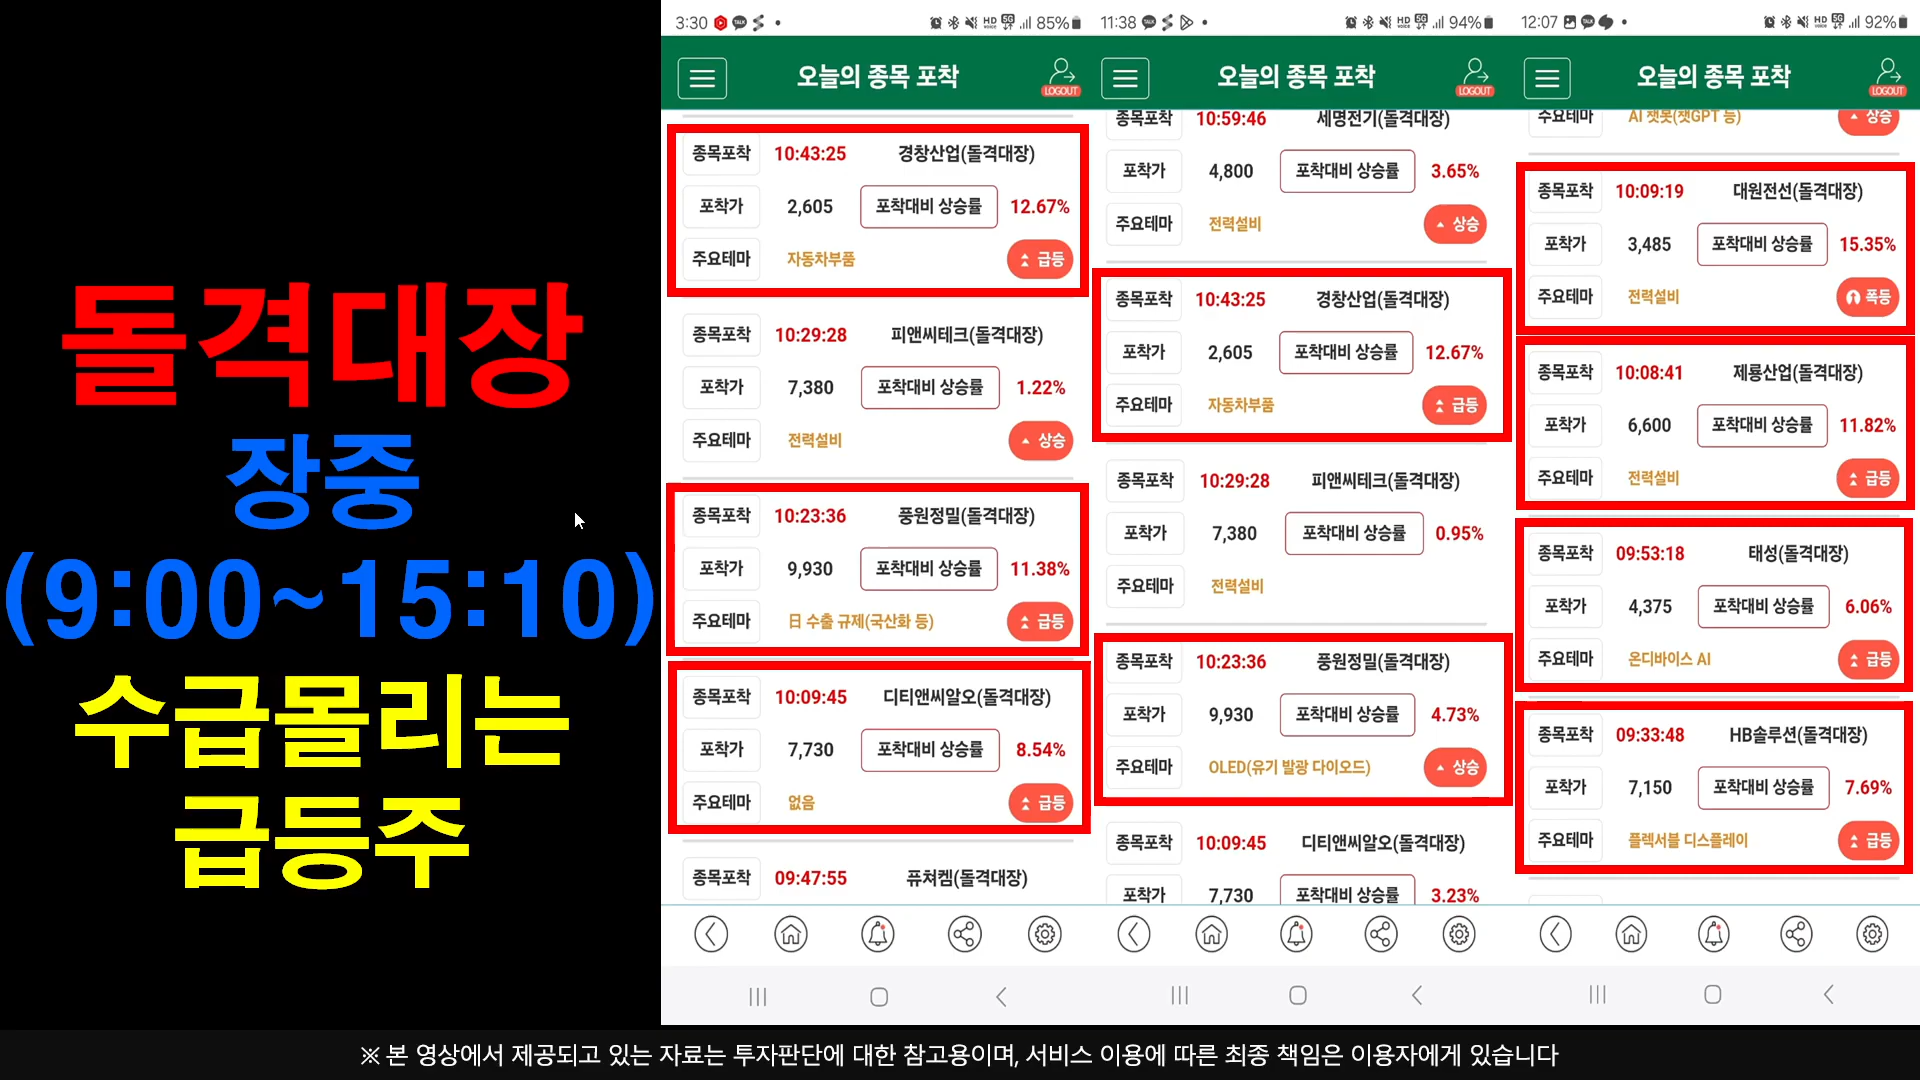 돌격대장
장중
(9:00~15:10)
수급몰리는
급등주
3:30
85%
오늘의 종목 포착
LOGOUT
종목포착 10:43:25 경창산업(돌격대장)
포착가 2,605 포착대비 상승률 12.67%
주요테마 자동차부품 급등
종목포착 10:29:28 피앤씨테크(돌격대장)
포착가 7,380 포착대비 상승률 1.22%
주요테마 전력설비 상승
종목포착 10:23:36 풍원정밀(돌격대장)
포착가 9,930 포착대비 상승률 11.38%
주요테마 日 수출 규제(국산화 등) 급등
종목포착 10:09:45 디티앤씨알오(돌격대장)
포착가 7,730 포착대비 상승률 8.54%
주요테마 없음 급등
종목포착 09:47:55 퓨쳐켐(돌격대장)
11:38
94%
오늘의 종목 포착
LOGOUT
종목포착 10:59:46 세명전기(돌격대장)
포착가 4,800 포착대비 상승률 3.65%
주요테마 전력설비 상승
종목포착 10:43:25 경창산업(돌격대장)
포착가 2,605 포착대비 상승률 12.67%
주요테마 자동차부품 급등
종목포착 10:29:28 피앤씨테크(돌격대장)
포착가 7,380 포착대비 상승률 0.95%
주요테마 전력설비
종목포착 10:23:36 풍원정밀(돌격대장)
포착가 9,930 포착대비 상승률 4.73%
주요테마 OLED(유기 발광 다이오드) 상승
종목포착 10:09:45 디티앤씨알오(돌격대장)
포착가 7,730 포착대비 상승률 3.23%
12:07
92%
오늘의 종목 포착
LOGOUT
주요테마 AI 챗봇(챗GPT 등) 상승
종목포착 10:09:19 대원전선(돌격대장)
포착가 3,485 포착대비 상승률 15.35%
주요테마 전력설비 폭등
종목포착 10:08:41 제룡산업(돌격대장)
포착가 6,600 포착대비 상승률 11.82%
주요테마 전력설비 급등
종목포착 09:53:18 태성(돌격대장)
포착가 4,375 포착대비 상승률 6.06%
주요테마 온디바이스 AI 급등
종목포착 09:33:48 HB솔루션(돌격대장)
포착가 7,150 포착대비 상승률 7.69%
주요테마 플렉서블 디스플레이 급등
※ 본 영상에서 제공되고 있는 자료는 투자판단에 대한 참고용이며, 서비스 이용에 따른 최종 책임은 이용자에게 있습니다